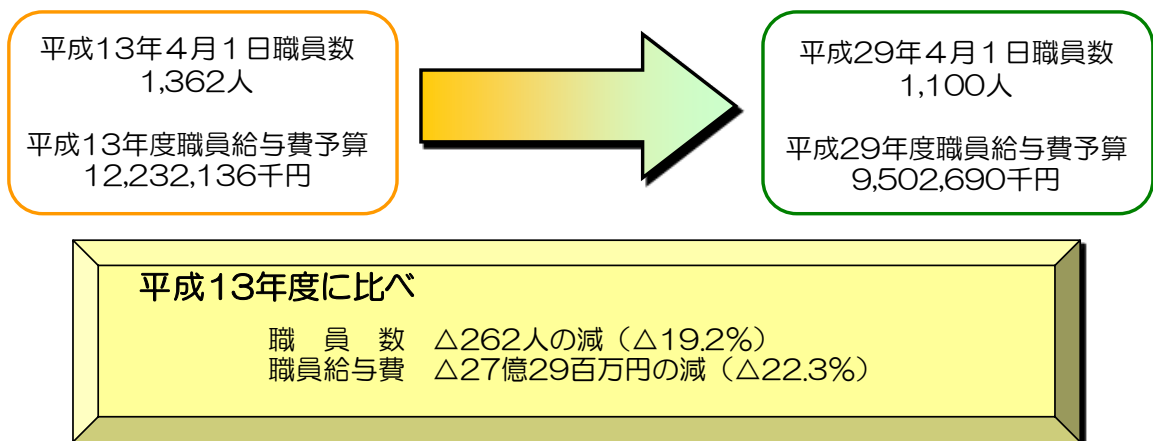 平成13年４月１日職員数
1,362人
平成13年度職員給与費予算
12,232,136千円
平成29年４月１日職員数
1,100人
平成29年度職員給与費予算
9,502,690千円
平成13年度に比べ
職　員　数　△262人の減（△19.2％）
職員給与費　△27億29百万円の減（△22.3％）